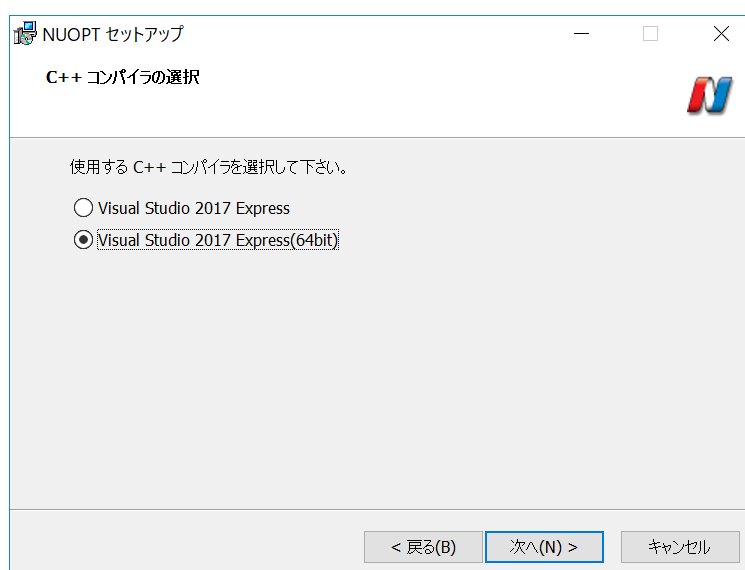 NUOPT セットアップ
C++ コンパイラの選択
使用する C++ コンパイラを選択して下さい。
Visual Studio 2017 Express
Visual Studio 2017 Express(64bit)
< 戻る(B)
次へ(N) >
キャンセル